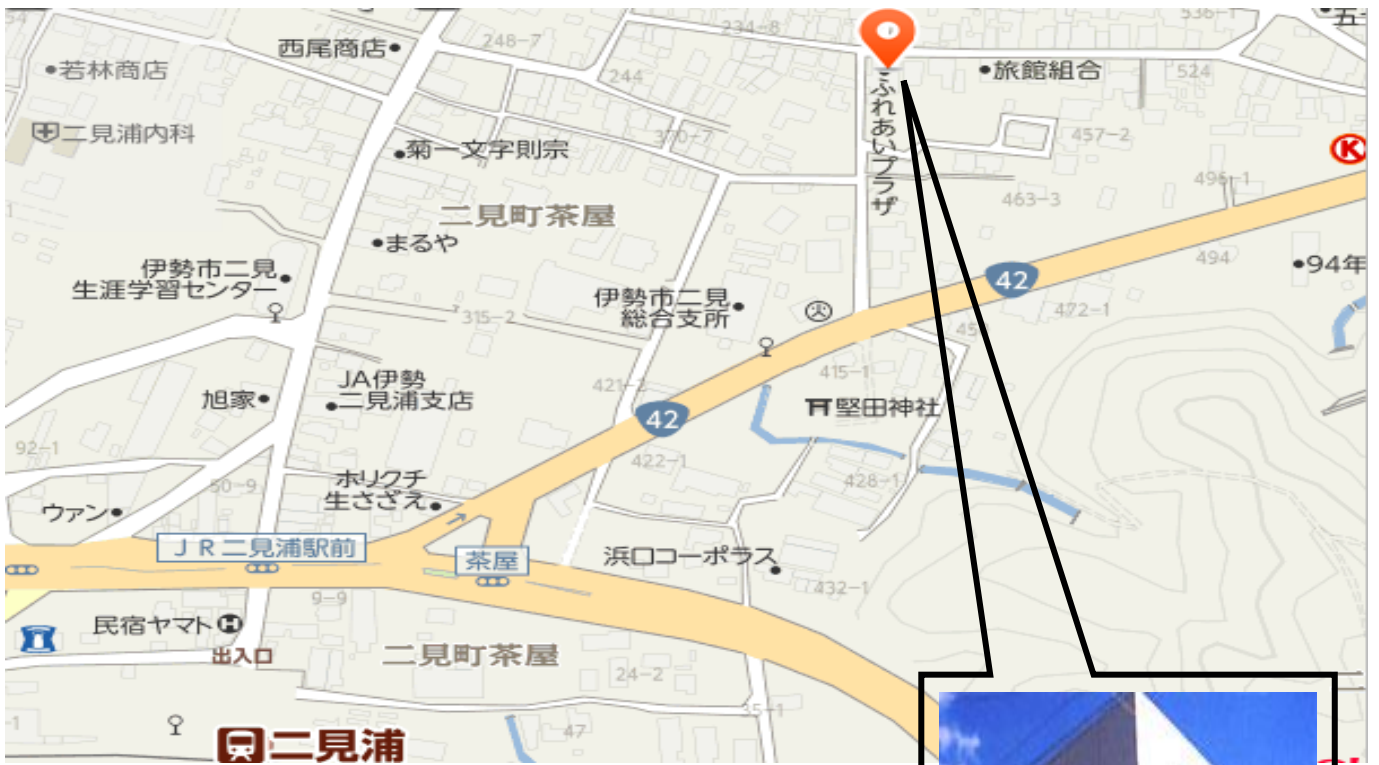 234-8
536-1
西尾商店
248-7
若林商店
244
旅館組合
524
二見浦内科
370-7
ふれあいプラザ
457-2
K
菊一文字則宗
496-1
463-3
二見町茶屋
まるや
494
94年
伊勢市二見
生涯学習センター
42
伊勢市二見
総合支所
472-1
315-2
415-1
JA伊勢
二見浦支店
421-2
旭家
42
堅田神社
92-1
422-1
428-1
50-9
ホリクチ
生さざえ
ウァン
JR二見浦駅前
茶屋
浜口コーポラス
432-1
9-9
民宿ヤマト
H
出入口
二見町茶屋
24-2
35-1
47
二見浦